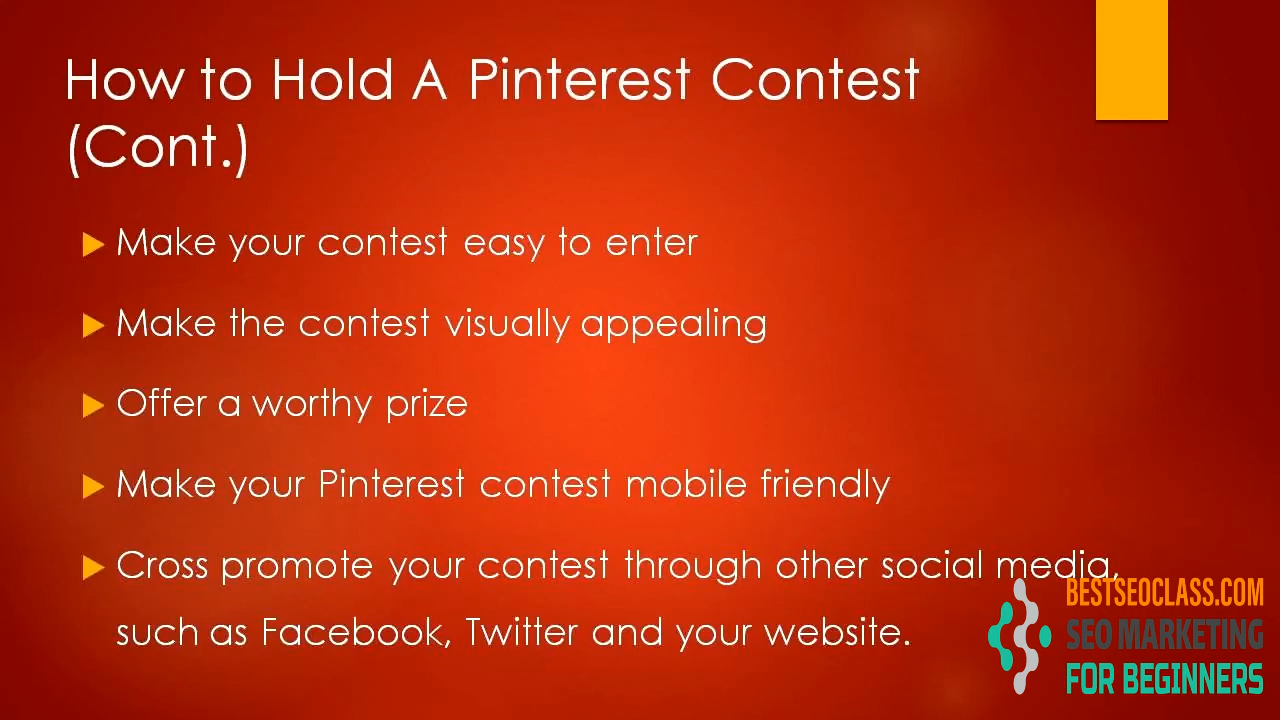 How to Hold A Pinterest Contest
(Cont.)
Make your contest easy to enter
Make the contest visually appealing
Offer a worthy prize
Make your Pinterest contest mobile friendly
Cross promote your contest through other social media,
such as Facebook, Twitter and your website.
BESTSEOCLASS.COM
SEO MARKETING
FOR BEGINNERS